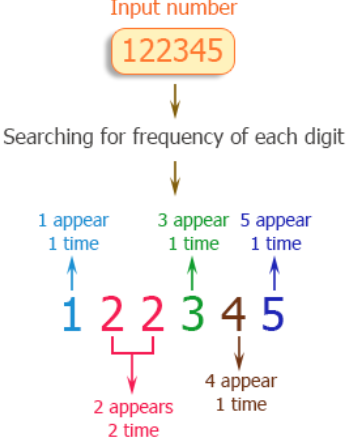 Input number
122345
Searching for frequency of each digit
1 appear
1 time
3 appear
1 time
5 appear
1 time
1 2 2 3 4 5
2 appears
2 time
4 appear
1 time